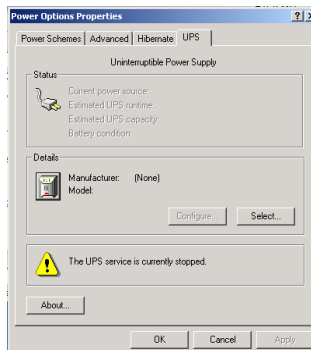 Power Options Properties
Power Schemes Advanced Hibernate UPS
Uninterruptible Power Supply
Status
Current power source:
Estimated UPS runtime:
Estimated UPS capacity:
Battery condition:
Details
Manufacturer: (None)
Model:
Configure... Select...
The UPS service is currently stopped.
About...
OK Cancel Apply